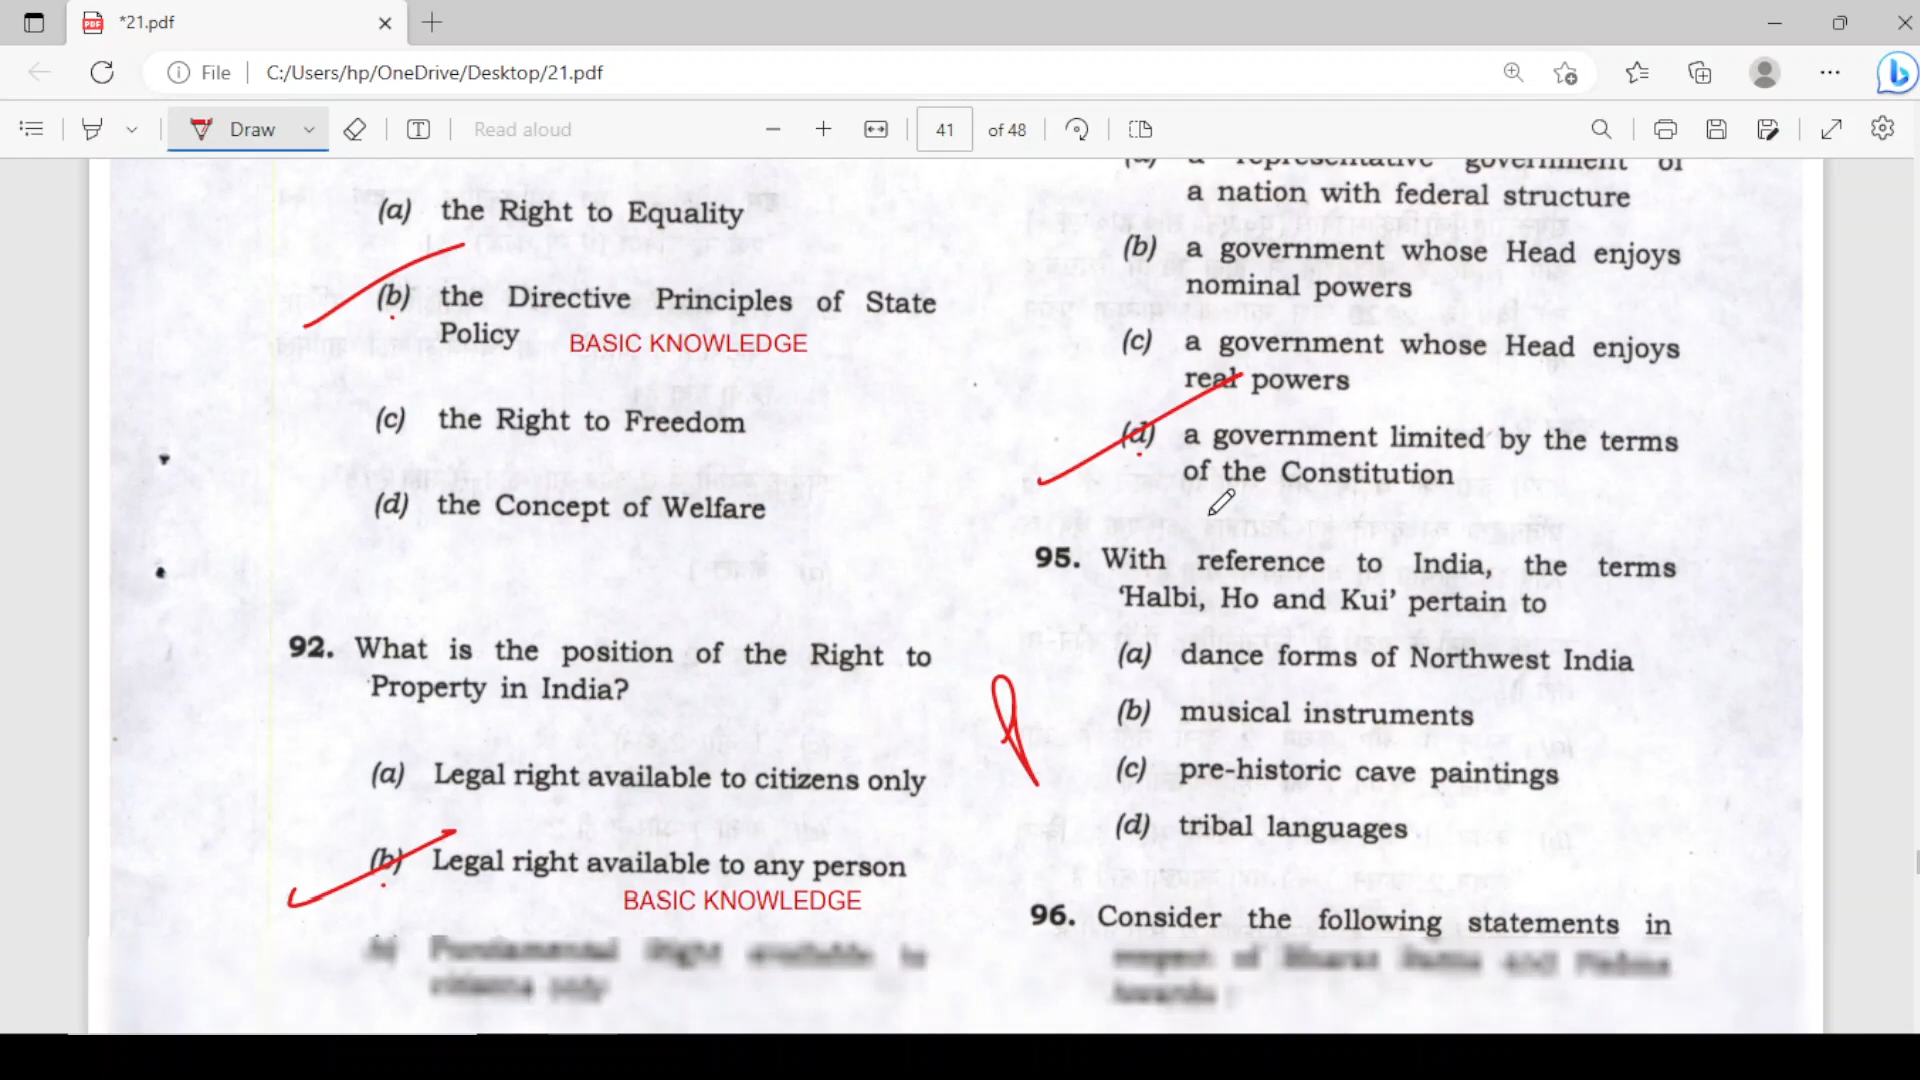 *21.pdf
File
C:/Users/hp/OneDrive/Desktop/21.pdf
Draw
Read aloud
41
of 48
(a) the Right to Equality
(b) the Directive Principles of State
Policy
BASIC KNOWLEDGE
(c) the Right to Freedom
(d) the Concept of Welfare
92. What is the position of the Right to
Property in India?
(a) Legal right available to citizens only
(b) Legal right available to any person
BASIC KNOWLEDGE
(a) a representative government of
a nation with federal structure
(b) a government whose Head enjoys
nominal powers
(c) a government whose Head enjoys
real powers
(d) a government limited by the terms
of the Constitution
95. With reference to India, the terms
‘Halbi, Ho and Kui’ pertain to
(a) dance forms of Northwest India
(b) musical instruments
(c) pre-historic cave paintings
(d) tribal languages
96. Consider the following statements in